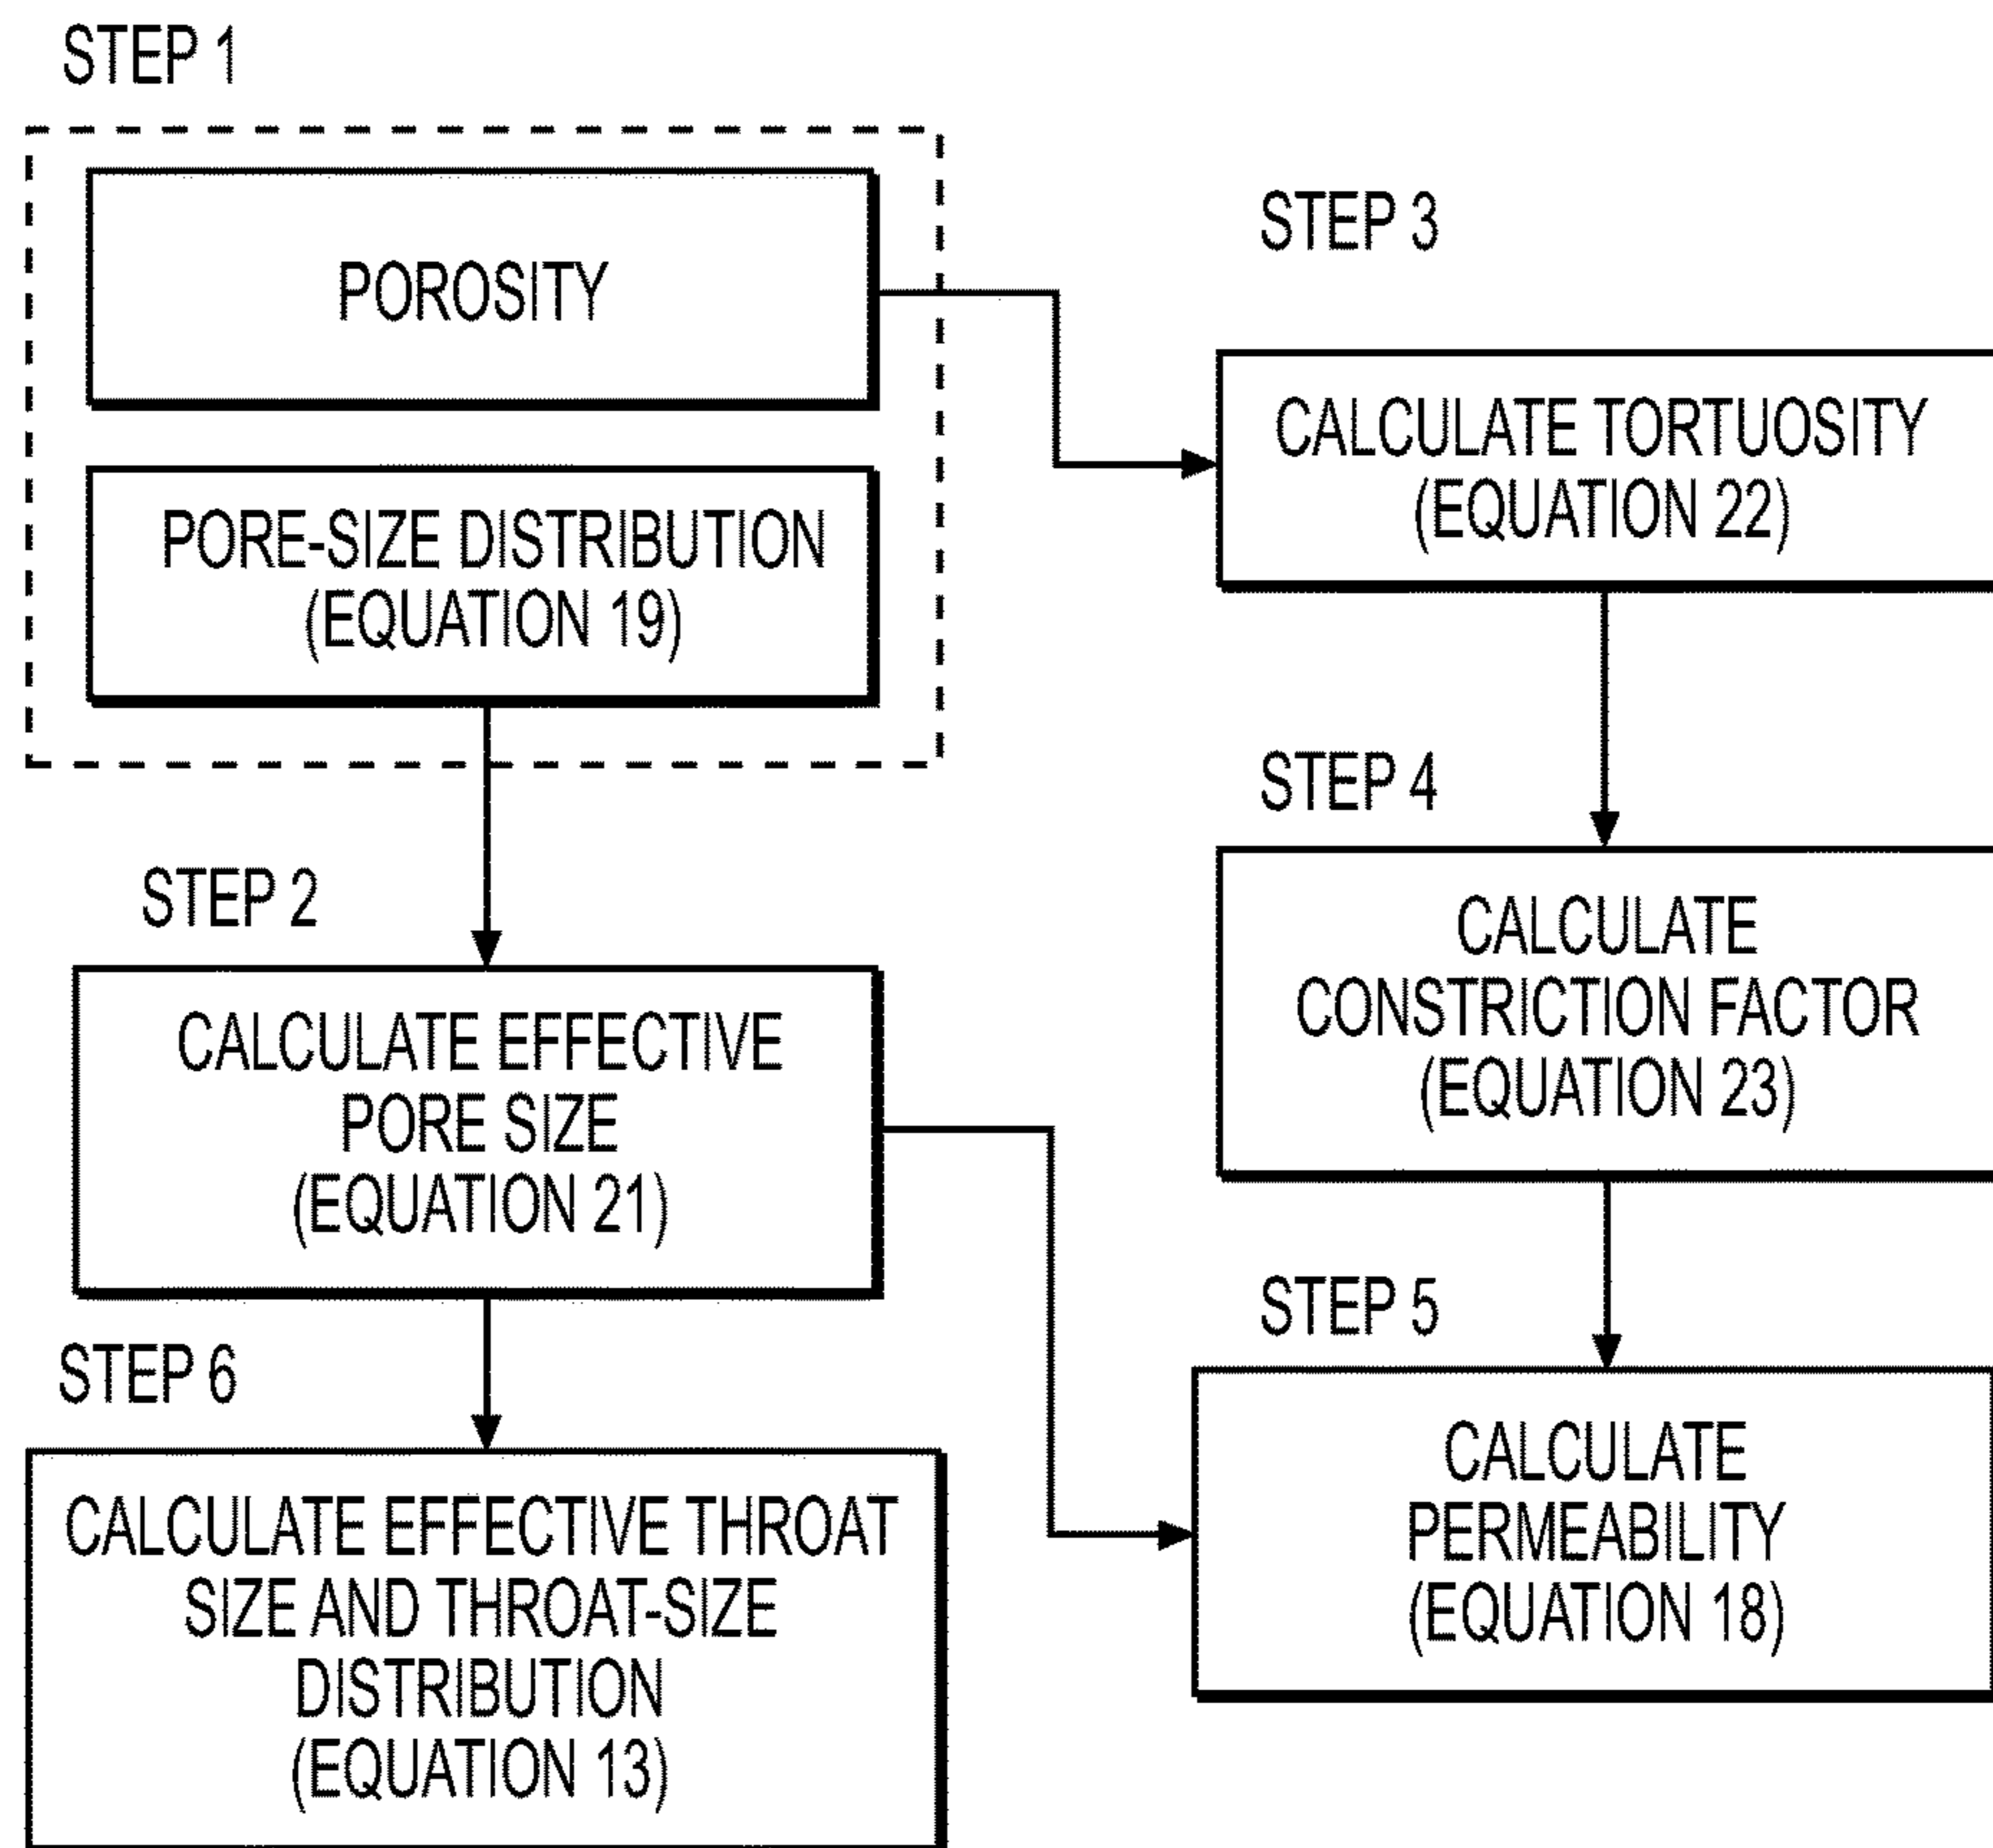 STEP 1
POROSITY
PORE-SIZE DISTRIBUTION
(EQUATION 19)
STEP 2
CALCULATE EFFECTIVE
PORE SIZE
(EQUATION 21)
STEP 6
CALCULATE EFFECTIVE THROAT
SIZE AND THROAT-SIZE
DISTRIBUTION
(EQUATION 13)
STEP 3
CALCULATE TORTUOSITY
(EQUATION 22)
STEP 4
CALCULATE
CONSTRICTION FACTOR
(EQUATION 23)
STEP 5
CALCULATE
PERMEABILITY
(EQUATION 18)